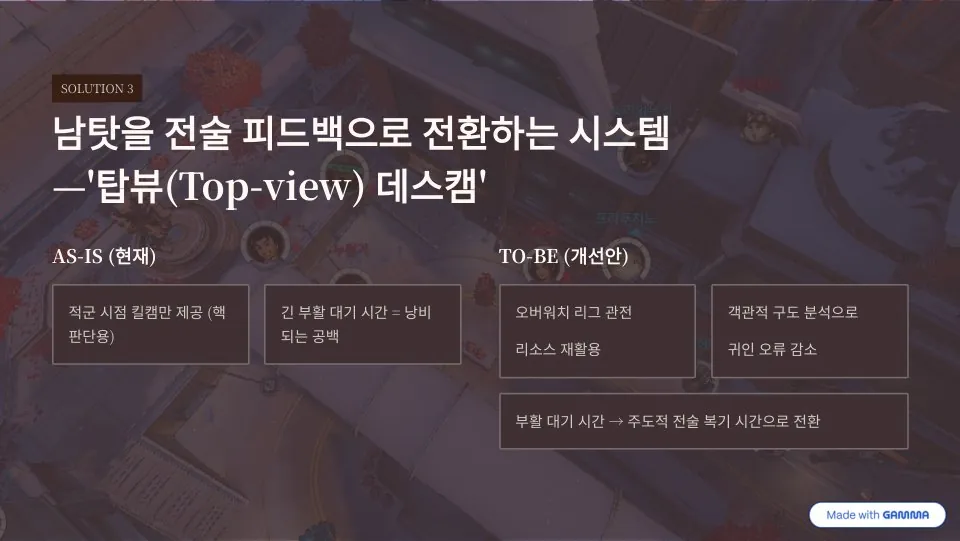 SOLUTION 3
남탓을 전술 피드백으로 전환하는 시스템
—'탑뷰(Top-view) 데스캠'
AS-IS (현재)
적군 시점 킬캠만 제공 (핵
판단용)
긴 부활 대기 시간 = 낭비
되는 공백
TO-BE (개선안)
오버워치 리그 관전
리소스 재활용
객관적 구도 분석으로
귀인 오류 감소
부활 대기 시간 → 주도적 전술 복기 시간으로 전환
Made with GAMMA